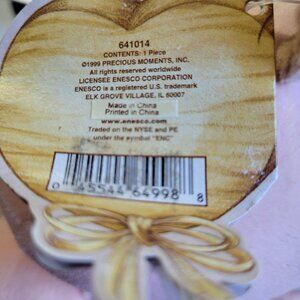 641014
CONTENTS: 1 Piece
©1999 PRECIOUS MOMENTS, INC.
All rights reserved worldwide
LICENSEE ENESCO CORPORATION
ENESCO is a registered U.S. trademark
ELK GROVE VILLAGE, IL 60007
Made in China
Printed in China
www.enesco.com
Traded on the NYSE and PE
under the symbol "ENC"
0 45544 64998 8